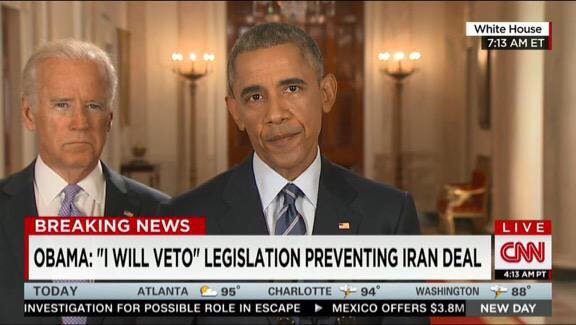 White House
7:13 AM ET
BREAKING NEWS
LIVE
OBAMA: "I WILL VETO" LEGISLATION PREVENTING IRAN DEAL
CNN
4:13 AM PT
TODAY ATLANTA 95° CHARLOTTE 94° WASHINGTON 88°
INVESTIGATION FOR POSSIBLE ROLE IN ESCAPE ▶ MEXICO OFFERS $3.8M NEW DAY